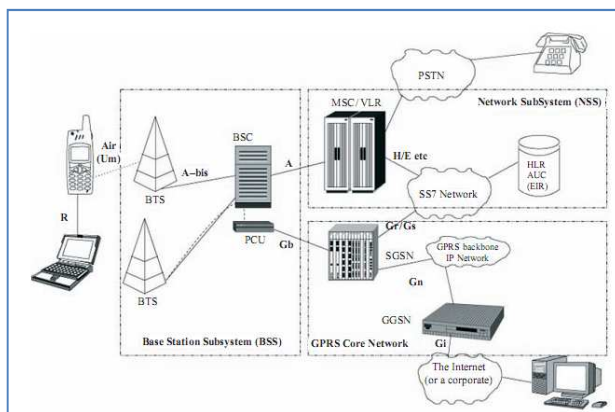 PSTN
Network SubSystem (NSS)
MSC/VLR
BSC
Air
(Um)
A-bis
A
H/E etc
HLR
AUC
(EIR)
BTS
SS7 Network
R
PCU
Gb
Gr/Gs
SGSN
GPRS backbone
IP Network
Gn
BTS
GGSN
Base Station Subsystem (BSS)
GPRS Core Network
Gi
The Internet
(or a corporate)